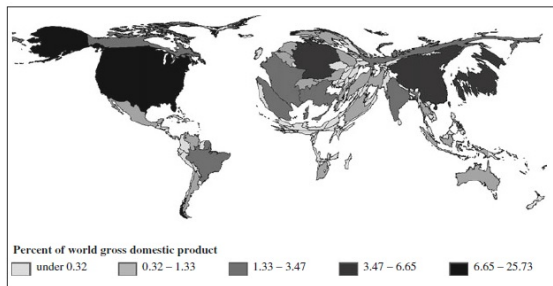 Percent of world gross domestic product
under 0.32 0.32 – 1.33 1.33 – 3.47 3.47 – 6.65 6.65 – 25.73